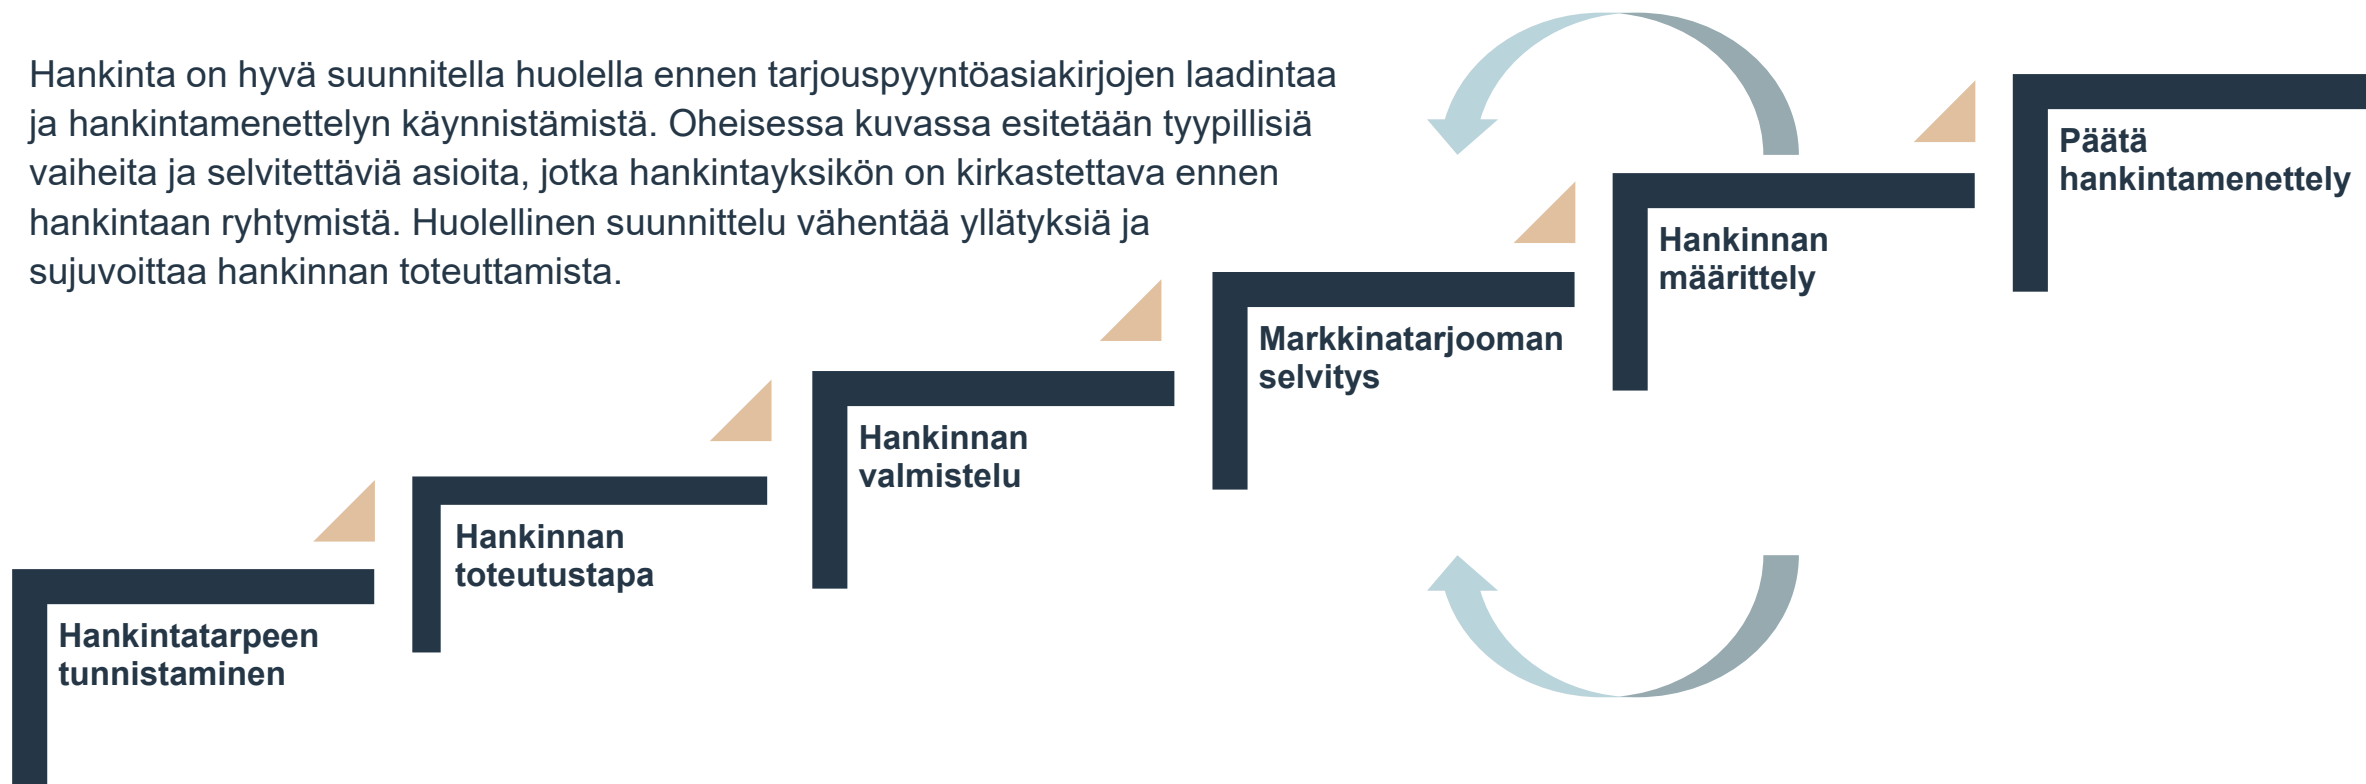 Hankinta on hyvä suunnitella huolella ennen tarjouspyyntöasiakirjojen laadintaa
ja hankintamenettelyn käynnistämistä. Oheisessa kuvassa esitetään tyypillisiä
vaiheita ja selvitettäviä asioita, jotka hankintayksikön on kirkastettava ennen
hankintaan ryhtymistä. Huolellinen suunnittelu vähentää yllätyksiä ja
sujuvoittaa hankinnan toteuttamista.
Hankintatarpeen
tunnistaminen
Hankinnan
toteutustapa
Hankinnan
valmistelu
Markkinatarjooman
selvitys
Hankinnan
määrittely
Päätä
hankintamenettely